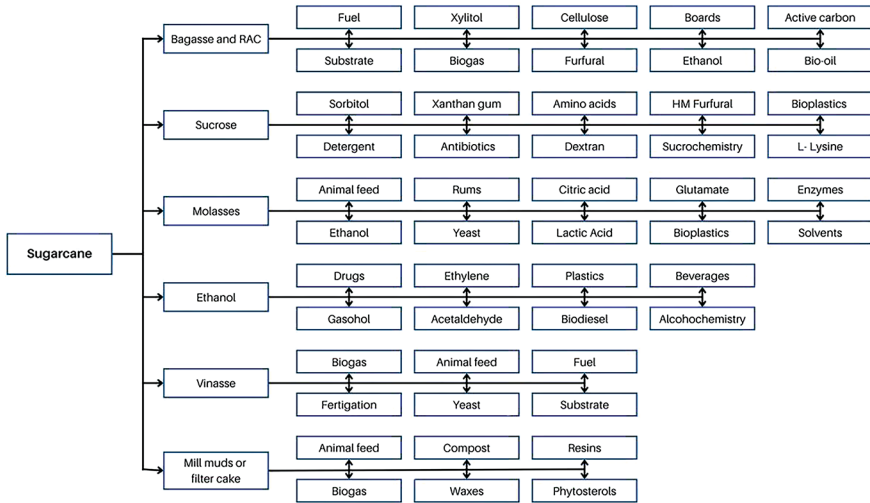 Fuel
Xylitol
Cellulose
Boards
Active carbon
Bagasse and RAC
Substrate
Biogas
Furfural
Ethanol
Bio-oil
Sorbitol
Xanthan gum
Amino acids
HM Furfural
Bioplastics
Sucrose
Detergent
Antibiotics
Dextran
Sucrochemistry
L- Lysine
Animal feed
Rums
Citric acid
Glutamate
Enzymes
Molasses
Ethanol
Yeast
Lactic Acid
Bioplastics
Solvents
Sugarcane
Drugs
Ethylene
Plastics
Beverages
Ethanol
Gasohol
Acetaldehyde
Biodiesel
Alcohochemistry
Biogas
Animal feed
Fuel
Vinasse
Fertigation
Yeast
Substrate
Animal feed
Compost
Resins
Mill muds or
filter cake
Biogas
Waxes
Phytosterols